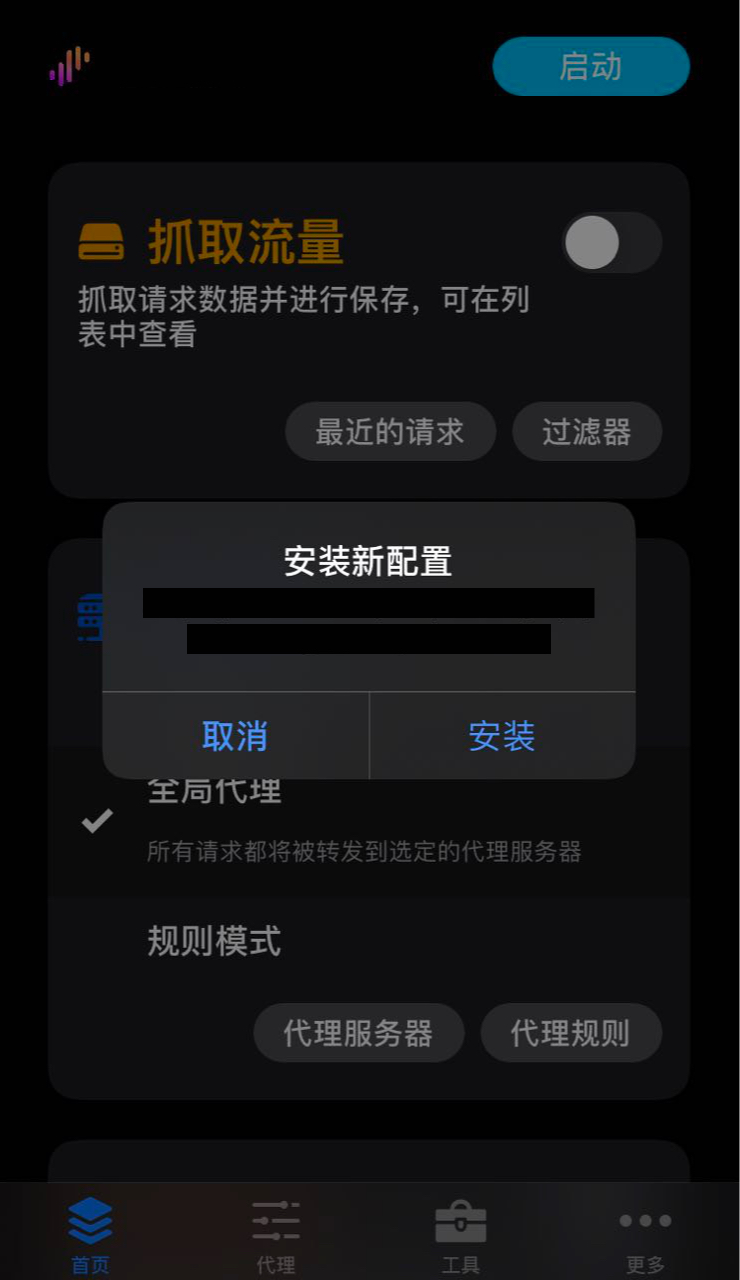 启动
抓取流量
抓取请求数据并进行保存，可在列
表中查看
最近的请求
过滤器
安装新配置
取消
安装
全局代理
所有请求都将被转发到选定的代理服务器
规则模式
代理服务器
代理规则
首页
代理
工具
更多